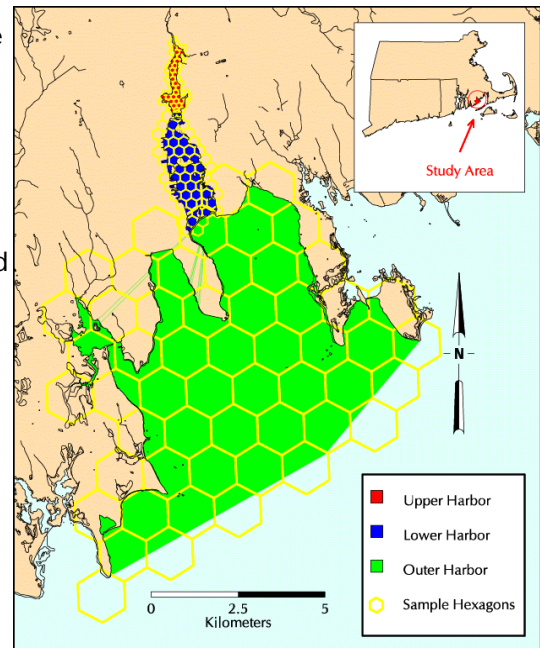 e
d
Study Area
N
Upper Harbor
Lower Harbor
Outer Harbor
Sample Hexagons
0 2.5 5
Kilometers